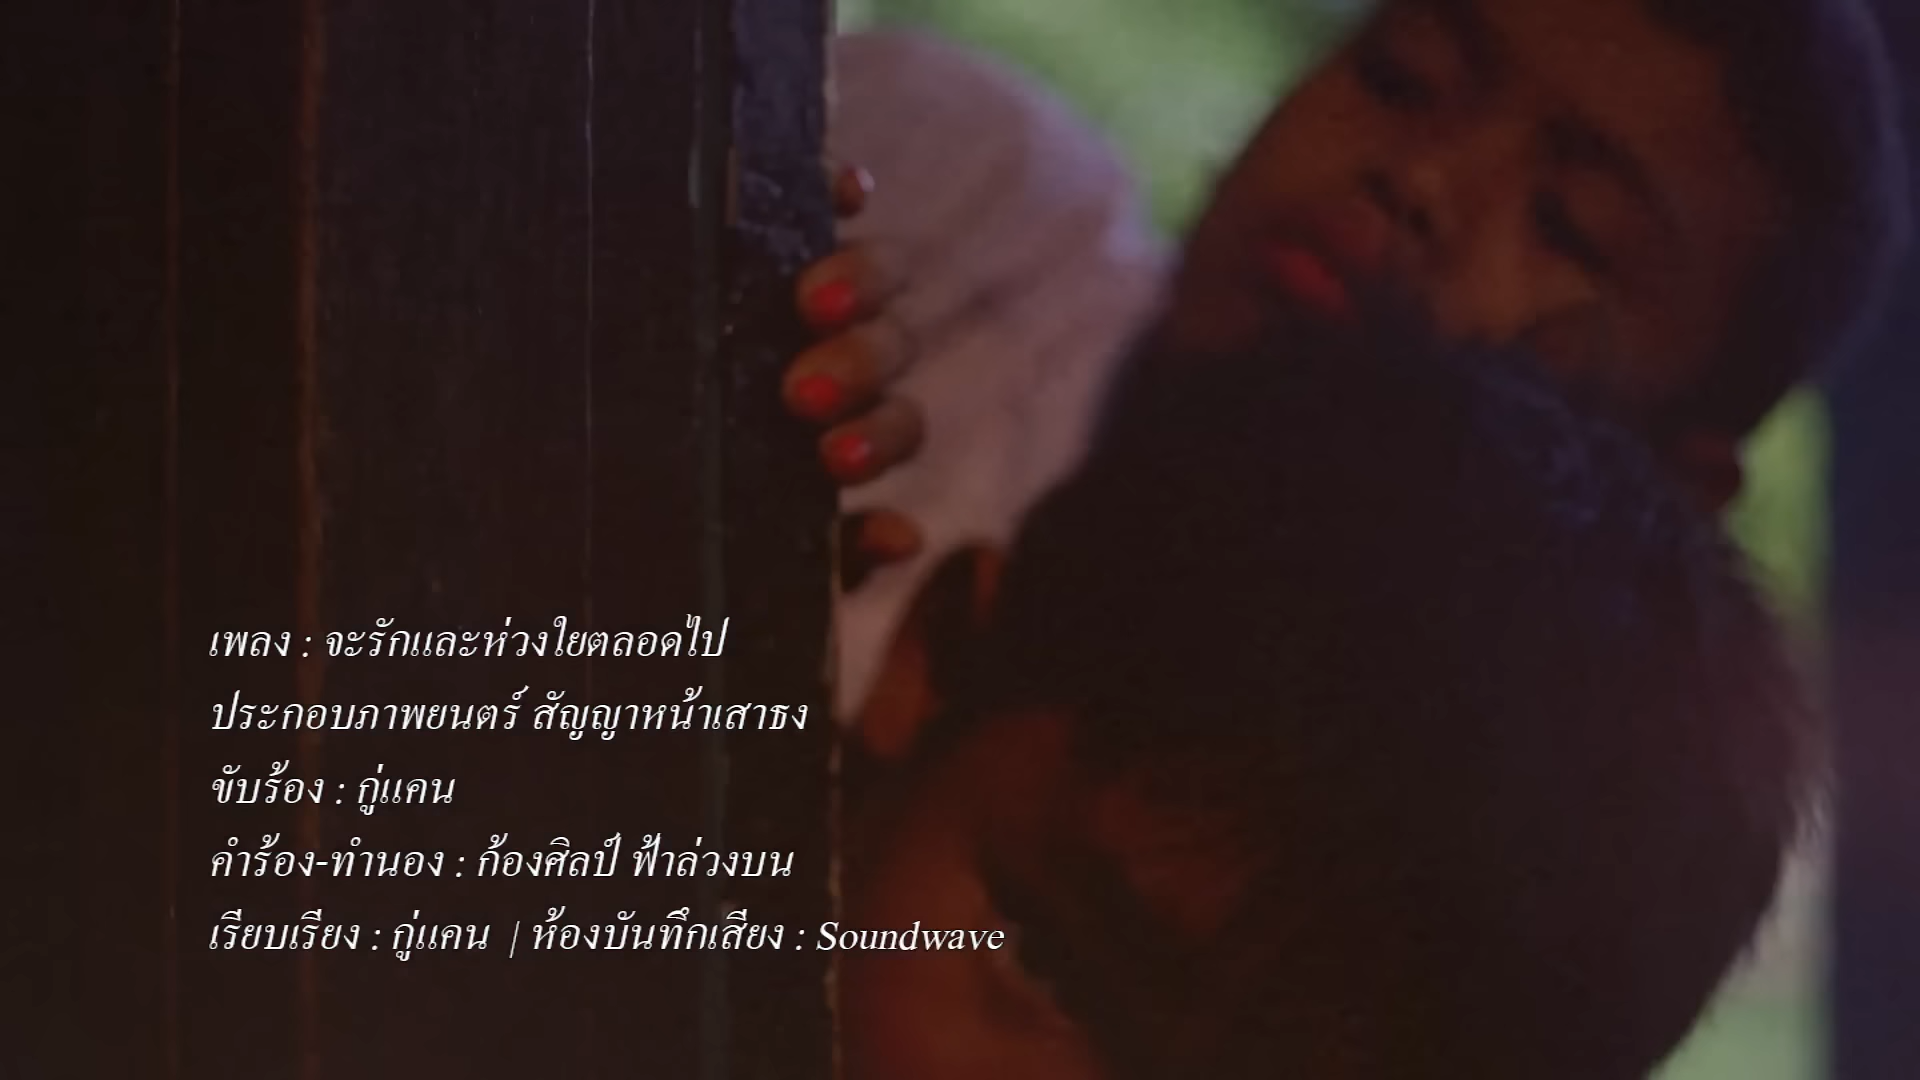 เพลง : จะรักและห่วงใยตลอดไป
ประกอบภาพยนตร์ สัญญาหน้าเสาธง
ขับร้อง : กู่แคน
คำร้อง-ทำนอง : ก้องศิลป์ ฟ้าล่วงบน
เรียบเรียง : กู่แคน | ห้องบันทึกเสียง : Soundwave